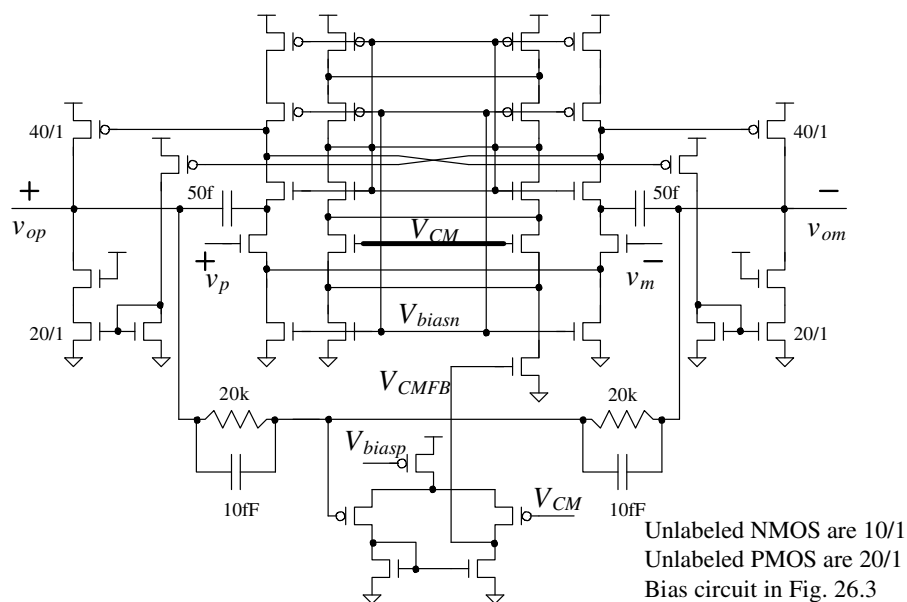 40/1
40/1
+
50f
50f
−
v_op
V_CM
v_om
+
v_p
−
v_m
20/1
V_biasn
20/1
V_CMFB
20k
20k
V_biasp
10fF
V_CM
10fF
Unlabeled NMOS are 10/1
Unlabeled PMOS are 20/1
Bias circuit in Fig. 26.3